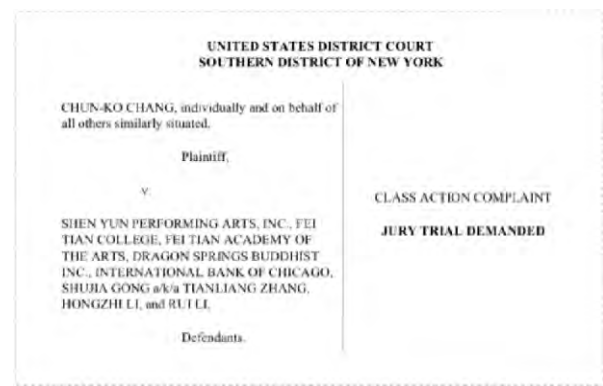 UNITED STATES DISTRICT COURT
SOUTHERN DISTRICT OF NEW YORK
CHUN-KO CHANG, individually and on behalf of
all others similarly situated,
Plaintiff,
v.
SHEN YUN PERFORMING ARTS, INC., FEI
TIAN COLLEGE, FEI TIAN ACADEMY OF
THE ARTS, DRAGON SPRINGS BUDDHIST
INC., INTERNATIONAL BANK OF CHICAGO,
SHUJIA GONG a/k/a TIANLIANG ZHANG,
HONGZHI LI, and RUI LI,
Defendants.
CLASS ACTION COMPLAINT
JURY TRIAL DEMANDED